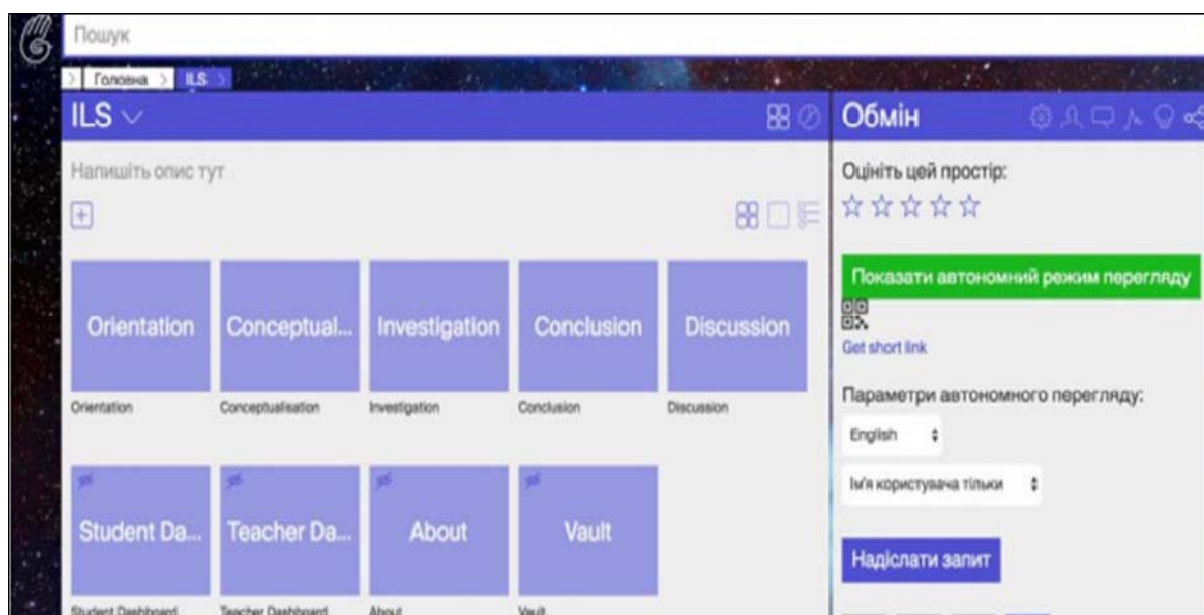 Пошук
Головна
ILS
ILS
Напишіть опис тут
Orientation
Conceptual...
Investigation
Conclusion
Discussion
Orientation
Conceptualisation
Investigation
Conclusion
Discussion
Student Da...
Teacher Da...
About
Vault
Student Dashboard
Teacher Dashboard
About
Vault
Обмін
Оцініть цей простір:
Показати автономний режим перегляду
Get short link
Параметри автономного перегляду:
English
Ім'я користувача тільки
Надіслати запит